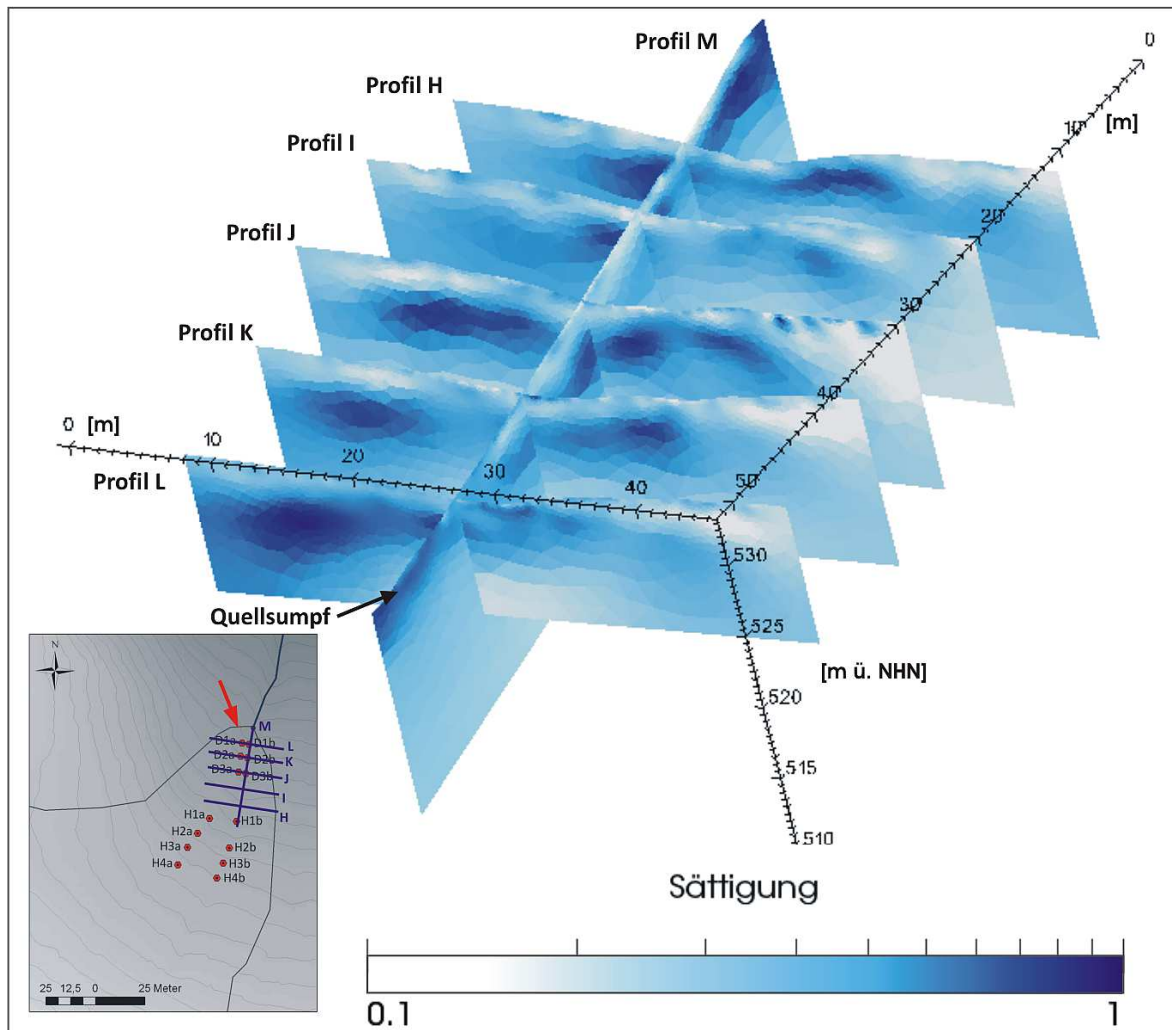 Profil M
0
Profil H
10 [m]
Profil I
20
Profil J
30
Profil K
40
0 [m]
10
20
30
40
50
Profil L
530
Quellsumpf
525
[m ü. NHN]
520
515
510
N
M
L
D1a D1b
K
D2a D2b
J
D3a D3b
I
H
H1a H1b
H2a
H3a H2b
H4a H3b
H4b
25 12,5 0 25 Meter
Sättigung
0.1 1